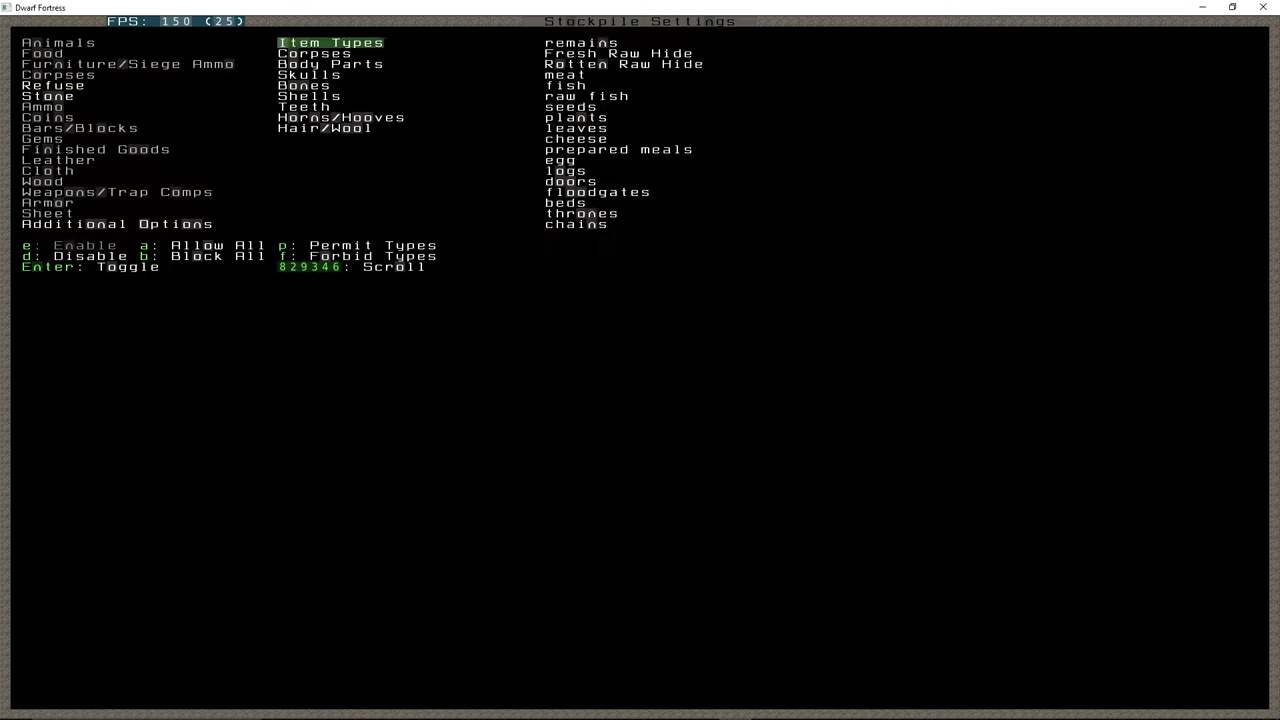 Dwarf Fortress
FPS: 150 (25)
Stockpile Settings
Animals
Food
Furniture/Siege Ammo
Corpses
Refuse
Stone
Ammo
Coins
Bars/Blocks
Gems
Finished Goods
Leather
Cloth
Wood
Weapons/Trap Comps
Armor
Sheet
Additional Options
Item Types
Corpses
Body Parts
Skulls
Bones
Shells
Teeth
Horns/Hooves
Hair/Wool
remains
Fresh Raw Hide
Rotten Raw Hide
meat
fish
raw fish
seeds
plants
leaves
cheese
prepared meals
egg
logs
doors
floodgates
beds
thrones
chains
e: Enable a: Allow All p: Permit Types
d: Disable b: Block All f: Forbid Types
Enter: Toggle 829346: Scroll